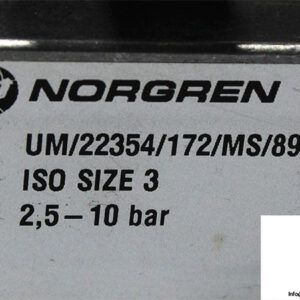 NORGREN
UM/22354/172/MS/89
ISO SIZE 3
2,5–10 bar